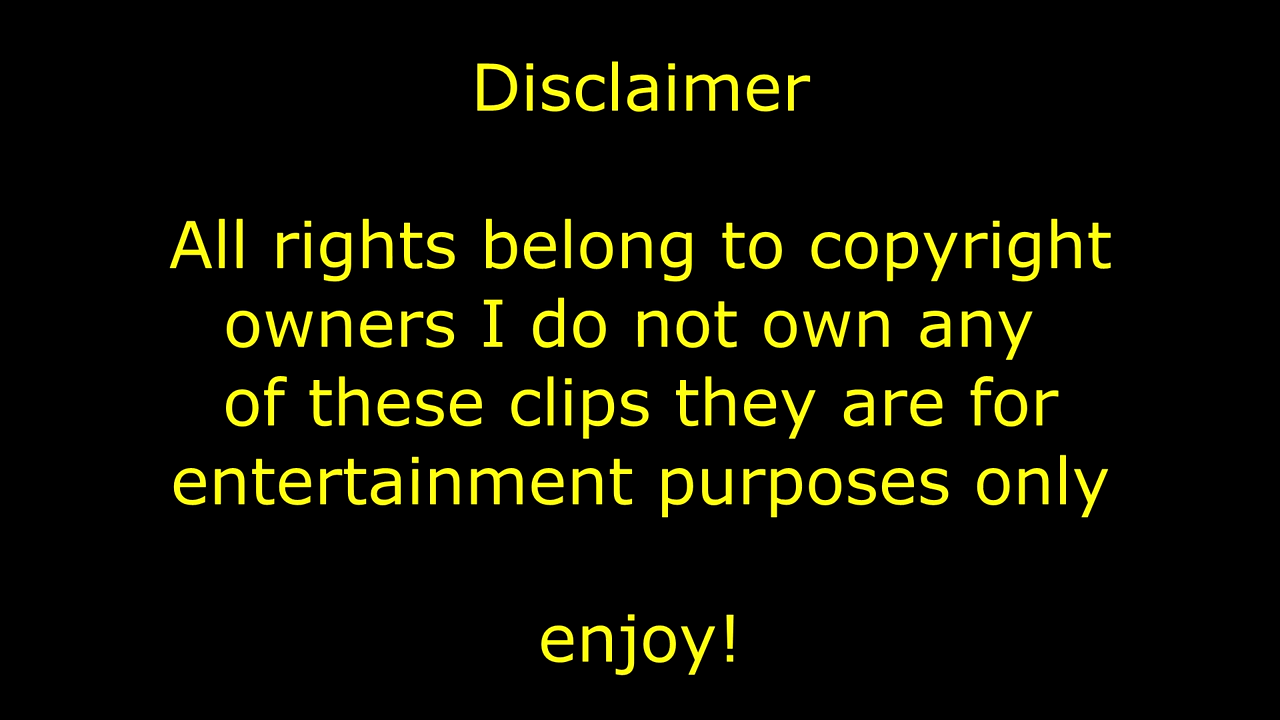 Disclaimer
All rights belong to copyright
owners I do not own any
of these clips they are for
entertainment purposes only
enjoy!